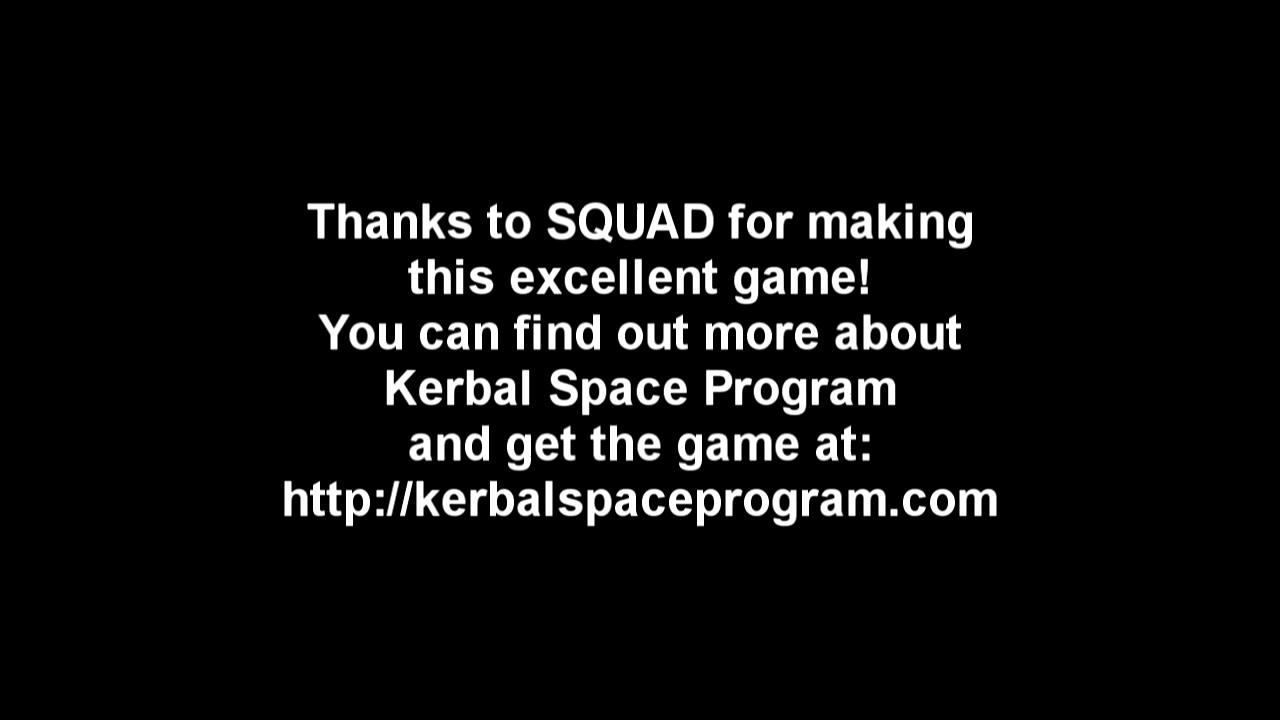 Thanks to SQUAD for making
this excellent game!
You can find out more about
Kerbal Space Program
and get the game at:
http://kerbalspaceprogram.com